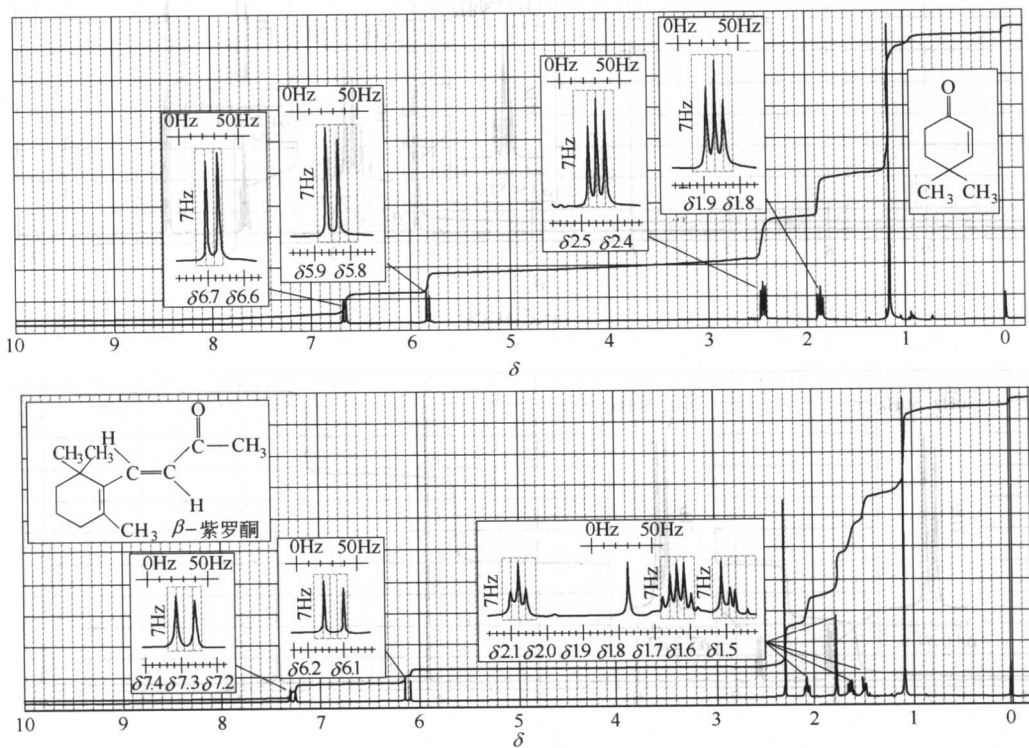 0Hz 50Hz
7Hz
δ6.7 δ6.6
0Hz 50Hz
7Hz
δ5.9 δ5.8
0Hz 50Hz
7Hz
δ2.5 δ2.4
0Hz 50Hz
7Hz
δ1.9 δ1.8
O
CH₃ CH₃
10 9 8 7 6 5 4 3 2 1 0
δ
O
H C—CH₃
CH₃ CH₃ C=C
H
CH₃ β-紫罗酮
0Hz 50Hz
7Hz
δ7.4 δ7.3 δ7.2
0Hz 50Hz
7Hz
δ6.2 δ6.1
0Hz 50Hz
7Hz 7Hz 7Hz
δ2.1 δ2.0 δ1.9 δ1.8 δ1.7 δ1.6 δ1.5
10 9 8 7 6 5 4 3 2 1 0
δ